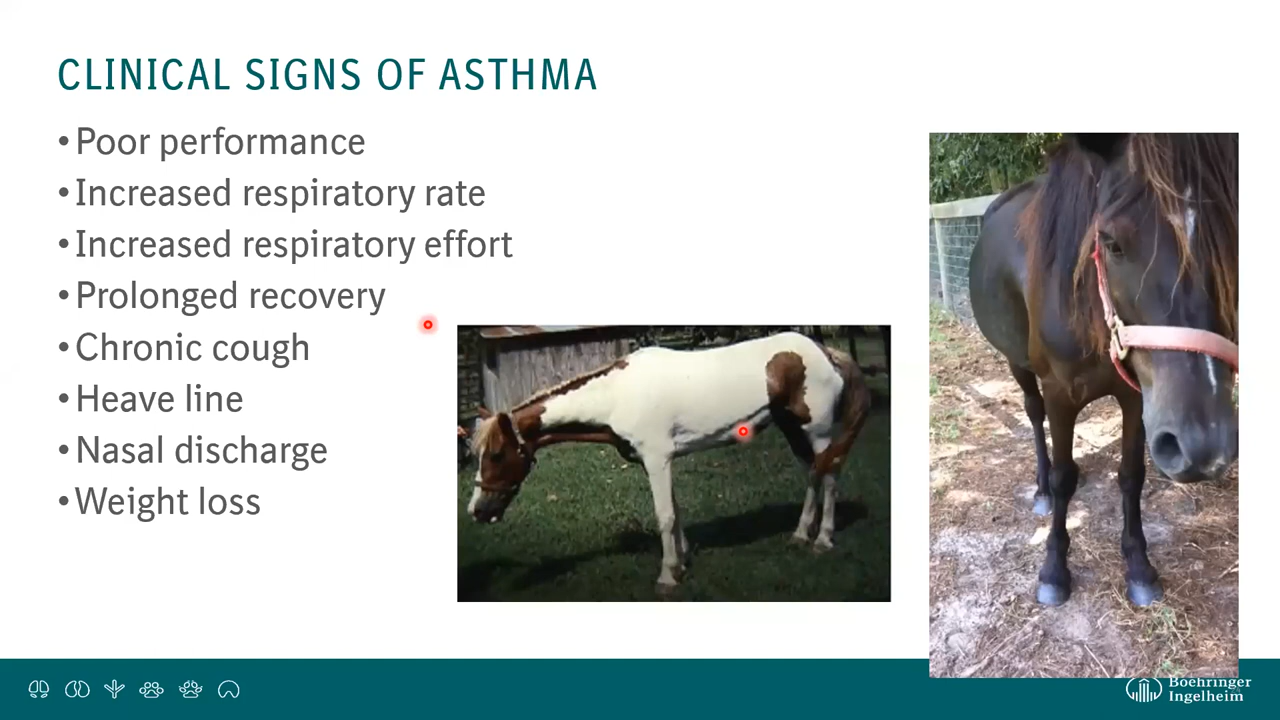 CLINICAL SIGNS OF ASTHMA
•Poor performance
•Increased respiratory rate
•Increased respiratory effort
•Prolonged recovery
•Chronic cough
•Heave line
•Nasal discharge
•Weight loss
Boehringer
Ingelheim